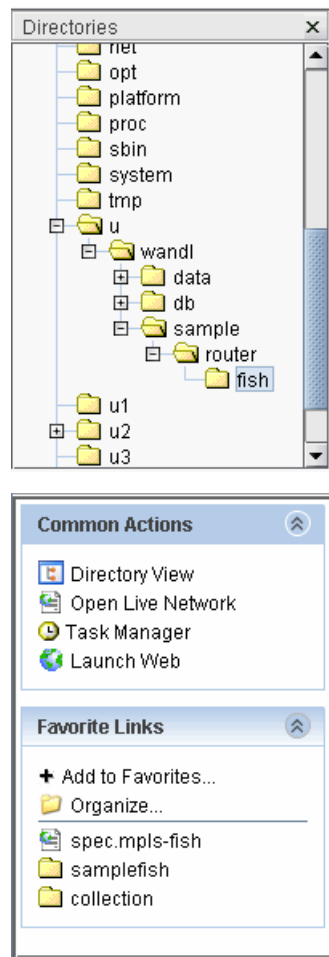 Directories
net
opt
platform
proc
sbin
system
tmp
u
wandl
data
db
sample
router
fish
u1
u2
u3
Common Actions
Directory View
Open Live Network
Task Manager
Launch Web
Favorite Links
Add to Favorites...
Organize...
spec.mpls-fish
samplefish
collection